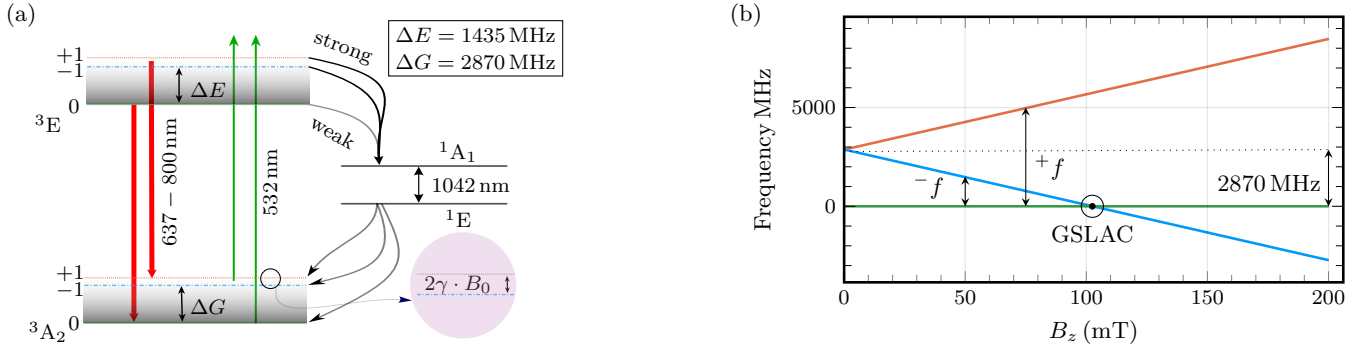 (a)
ΔE = 1435 MHz
ΔG = 2870 MHz
strong
+1
−1
0
ΔE
³E
weak
637 − 800 nm
532 nm
¹A₁
1042 nm
¹E
+1
−1
0
ΔG
³A₂
2γ · B₀
(b)
Frequency MHz
5000
0
⁻f
⁺f
2870 MHz
GSLAC
0
50
100
150
200
B_z (mT)